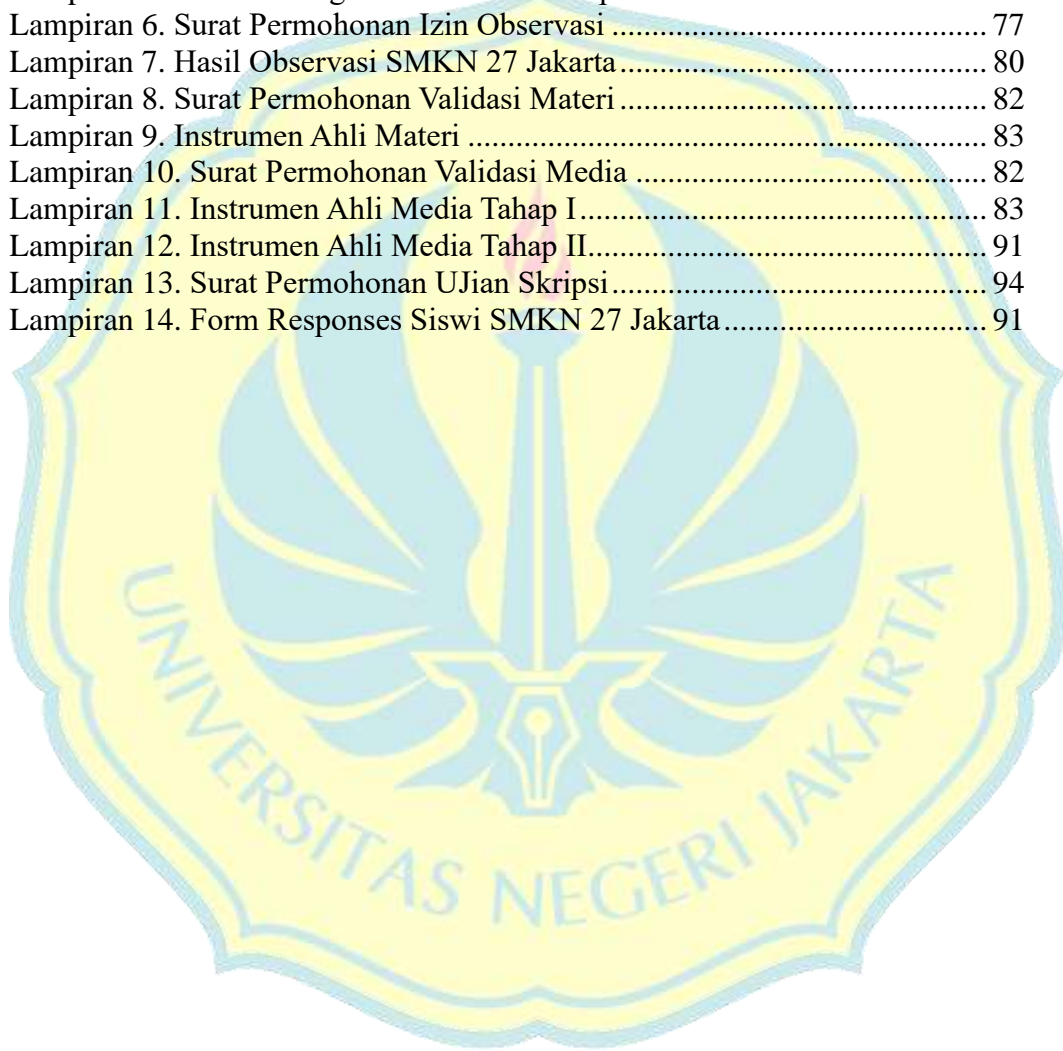 Lampiran 6. Surat Permohonan Izin Observasi ........................................ 77
Lampiran 7. Hasil Observasi SMKN 27 Jakarta ........................................ 80
Lampiran 8. Surat Permohonan Validasi Materi ........................................ 82
Lampiran 9. Instrumen Ahli Materi ........................................ 83
Lampiran 10. Surat Permohonan Validasi Media ........................................ 82
Lampiran 11. Instrumen Ahli Media Tahap I ........................................ 83
Lampiran 12. Instrumen Ahli Media Tahap II ........................................ 91
Lampiran 13. Surat Permohonan UJian Skripsi ........................................ 94
Lampiran 14. Form Responses Siswi SMKN 27 Jakarta ........................................ 91
UNIVERSITAS NEGERI JAKARTA